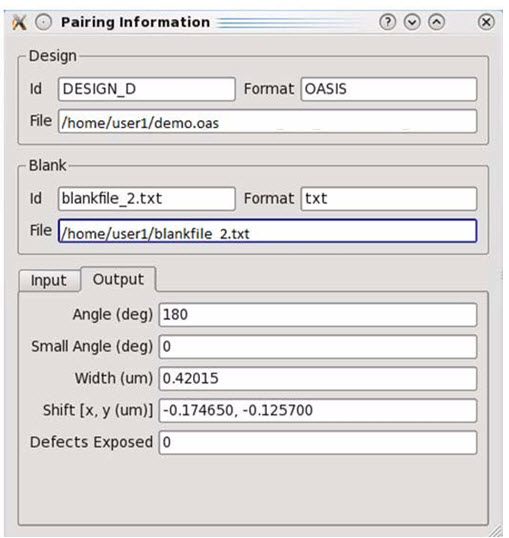 Pairing Information
Design
Id DESIGN_D Format OASIS
File /home/user1/demo.oas
Blank
Id blankfile_2.txt Format txt
File /home/user1/blankfile_2.txt
Input Output
Angle (deg) 180
Small Angle (deg) 0
Width (um) 0.42015
Shift [x, y (um)] -0.174650, -0.125700
Defects Exposed 0